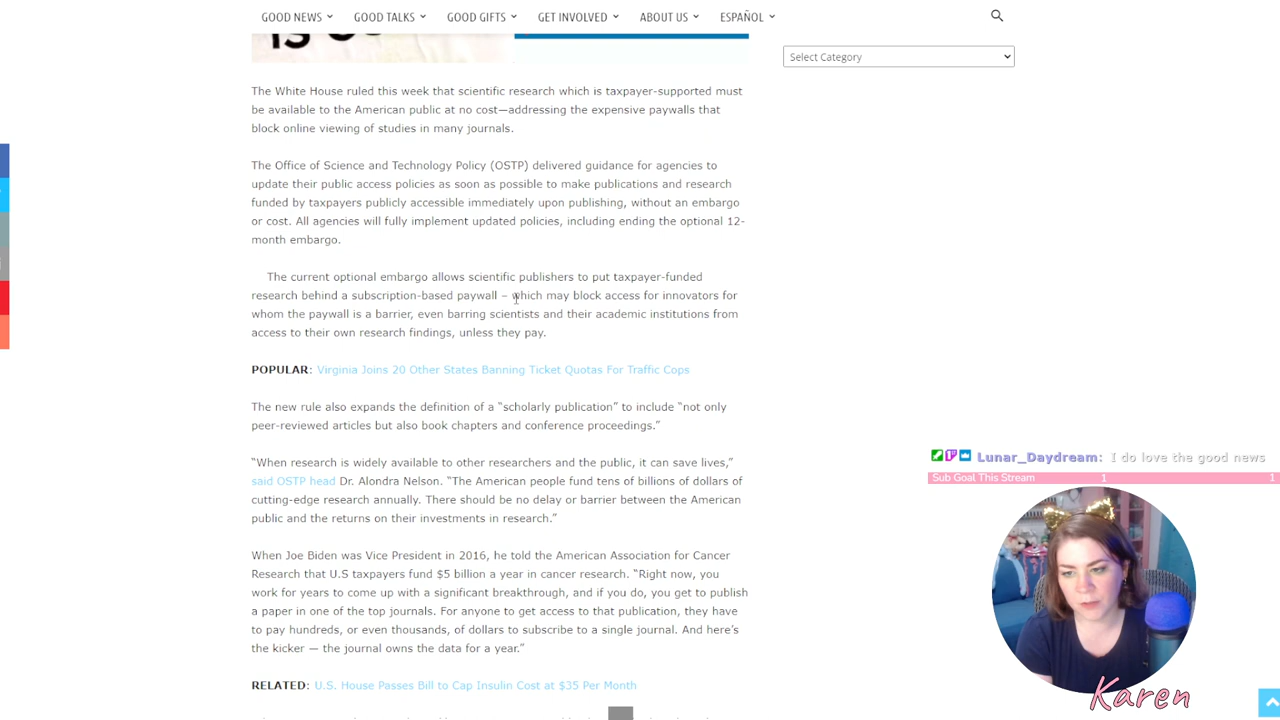 GOOD NEWS GOOD TALKS GOOD GIFTS GET INVOLVED ABOUT US ESPAÑOL
Select Category
The White House ruled this week that scientific research which is taxpayer-supported must
be available to the American public at no cost—addressing the expensive paywalls that
block online viewing of studies in many journals.
The Office of Science and Technology Policy (OSTP) delivered guidance for agencies to
update their public access policies as soon as possible to make publications and research
funded by taxpayers publicly accessible immediately upon publishing, without an embargo
or cost. All agencies will fully implement updated policies, including ending the optional 12-
month embargo.
The current optional embargo allows scientific publishers to put taxpayer-funded
research behind a subscription-based paywall – which may block access for innovators for
whom the paywall is a barrier, even barring scientists and their academic institutions from
access to their own research findings, unless they pay.
POPULAR: Virginia Joins 20 Other States Banning Ticket Quotas For Traffic Cops
The new rule also expands the definition of a “scholarly publication” to include “not only
peer-reviewed articles but also book chapters and conference proceedings.”
“When research is widely available to other researchers and the public, it can save lives,”
said OSTP head Dr. Alondra Nelson. “The American people fund tens of billions of dollars of
cutting-edge research annually. There should be no delay or barrier between the American
public and the returns on their investments in research.”
When Joe Biden was Vice President in 2016, he told the American Association for Cancer
Research that U.S taxpayers fund $5 billion a year in cancer research. “Right now, you
work for years to come up with a significant breakthrough, and if you do, you get to publish
a paper in one of the top journals. For anyone to get access to that publication, they have
to pay hundreds, or even thousands, of dollars to subscribe to a single journal. And here’s
the kicker — the journal owns the data for a year.”
RELATED: U.S. House Passes Bill to Cap Insulin Cost at $35 Per Month
Lunar_Daydream: I do love the good news
Sub Goal This Stream 1 1
Karen